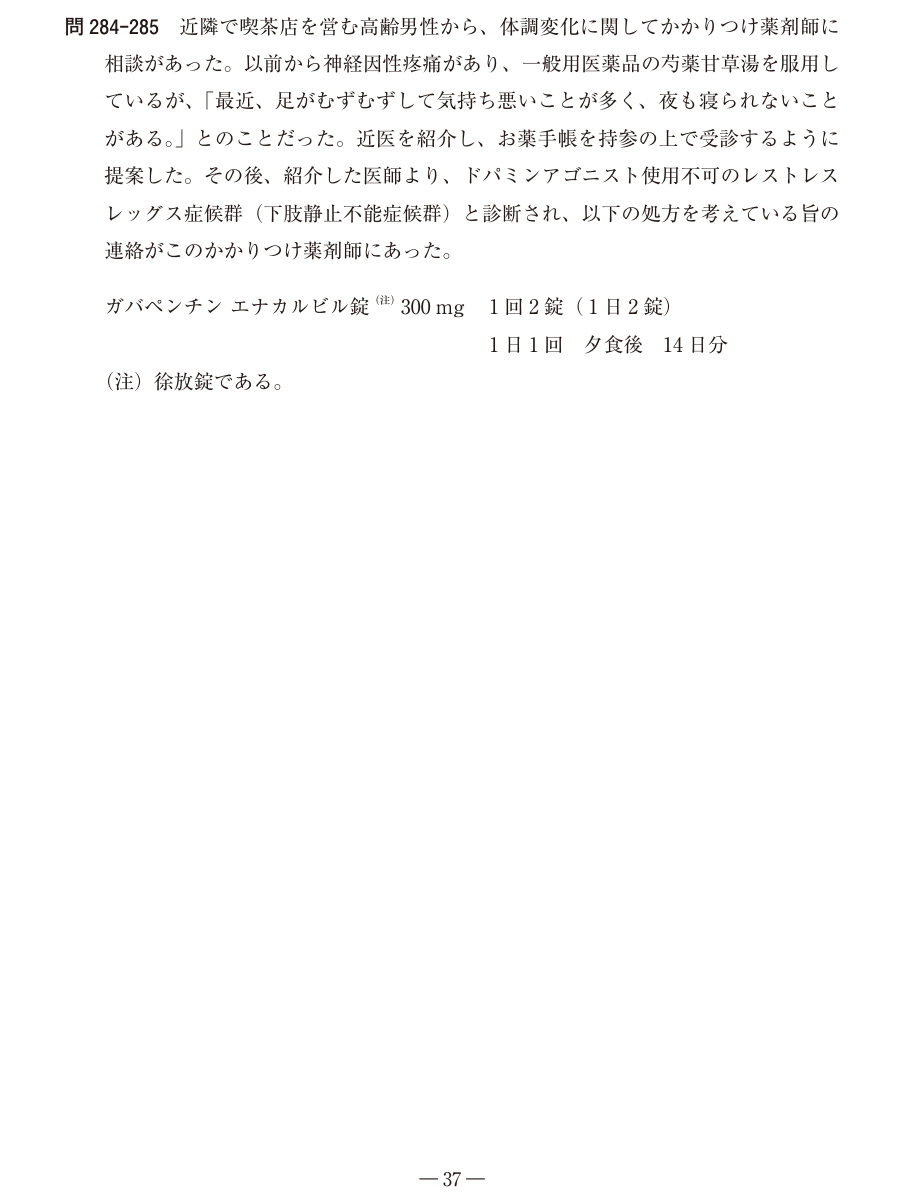 問 284-285　近隣で喫茶店を営む高齢男性から、体調変化に関してかかりつけ薬剤師に
相談があった。以前から神経因性疼痛があり、一般用医薬品の芍薬甘草湯を服用し
ているが、「最近、足がむずむずして気持ち悪いことが多く、夜も寝られないこと
がある。」とのことだった。近医を紹介し、お薬手帳を持参の上で受診するように
提案した。その後、紹介した医師より、ドパミンアゴニスト使用不可のレストレス
レッグス症候群（下肢静止不能症候群）と診断され、以下の処方を考えている旨の
連絡がこのかかりつけ薬剤師にあった。
ガバペンチン エナカルビル錠（注）300 mg　1 回 2 錠（1 日 2 錠）
1 日 1 回　夕食後　14 日分
（注）徐放錠である。
— 37 —